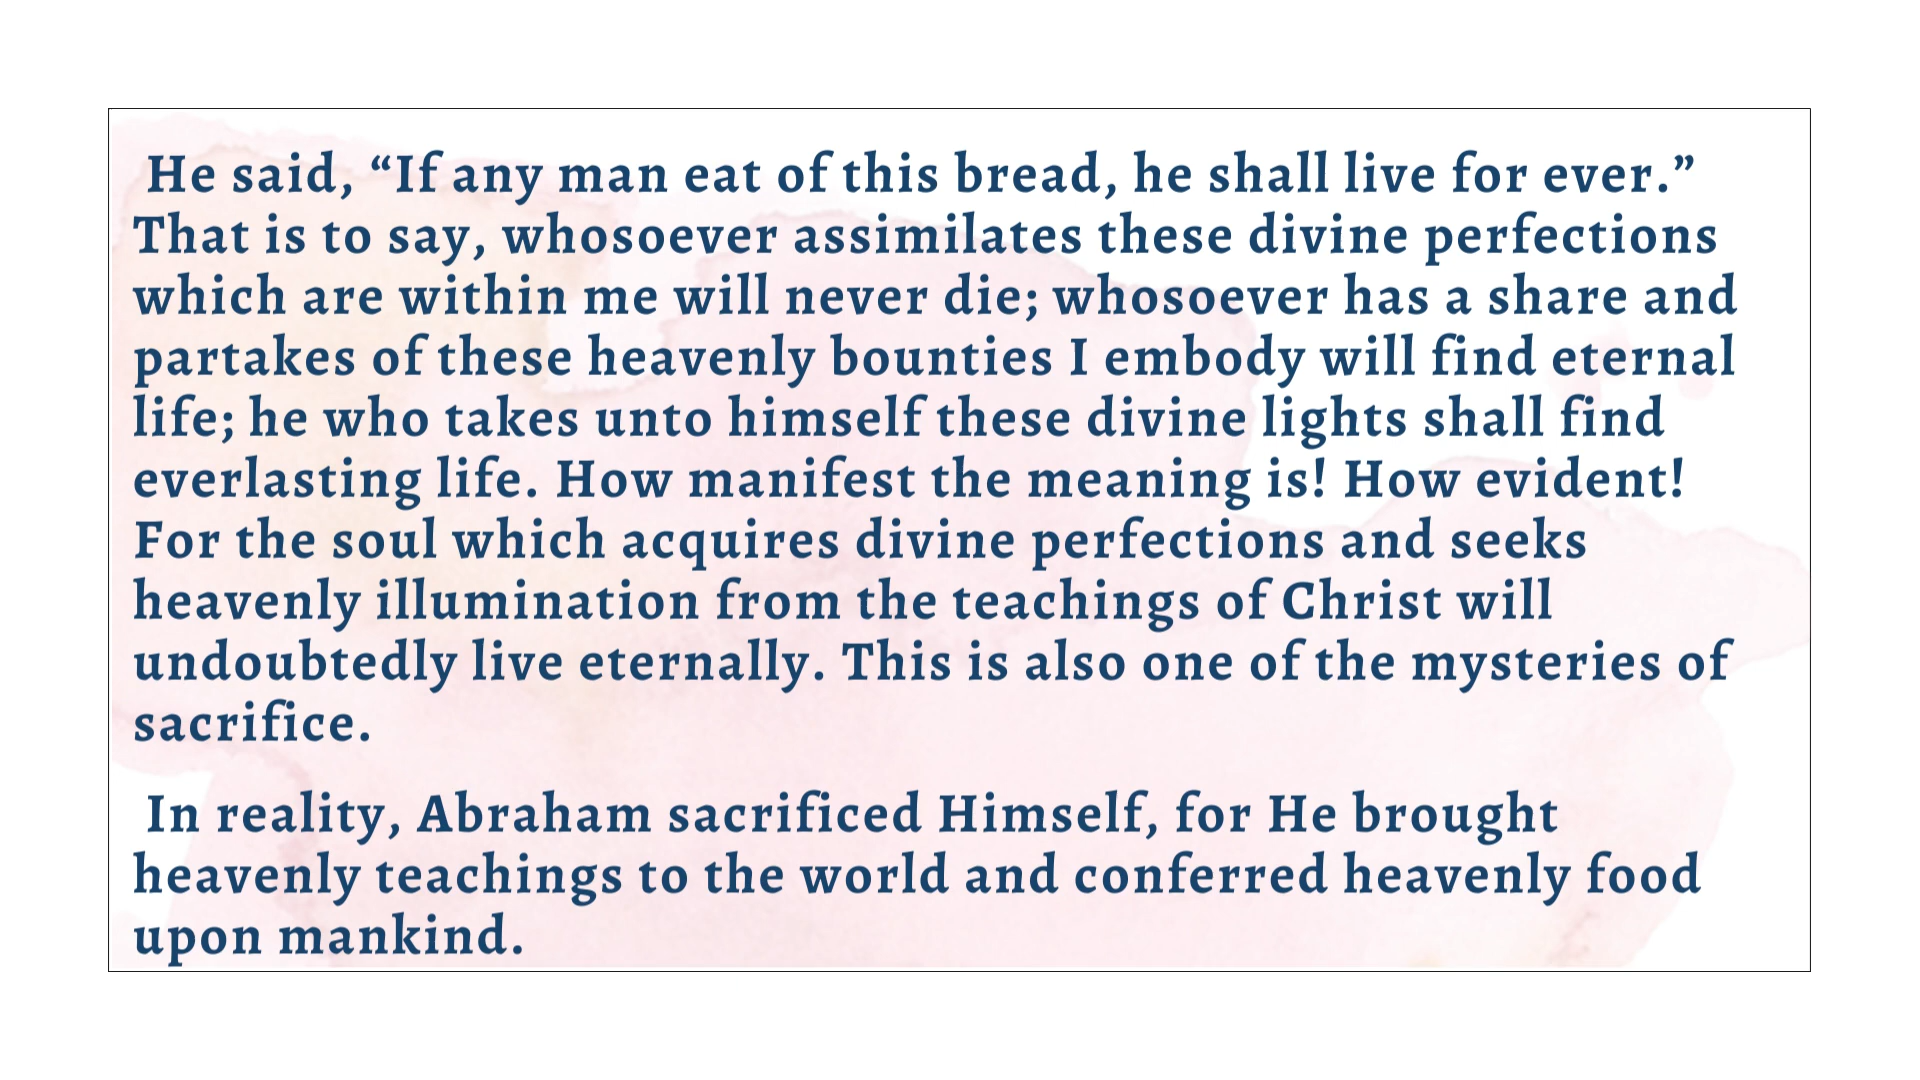 He said, “If any man eat of this bread, he shall live for ever.”
That is to say, whosoever assimilates these divine perfections
which are within me will never die; whosoever has a share and
partakes of these heavenly bounties I embody will find eternal
life; he who takes unto himself these divine lights shall find
everlasting life. How manifest the meaning is! How evident!
For the soul which acquires divine perfections and seeks
heavenly illumination from the teachings of Christ will
undoubtedly live eternally. This is also one of the mysteries of
sacrifice.
In reality, Abraham sacrificed Himself, for He brought
heavenly teachings to the world and conferred heavenly food
upon mankind.